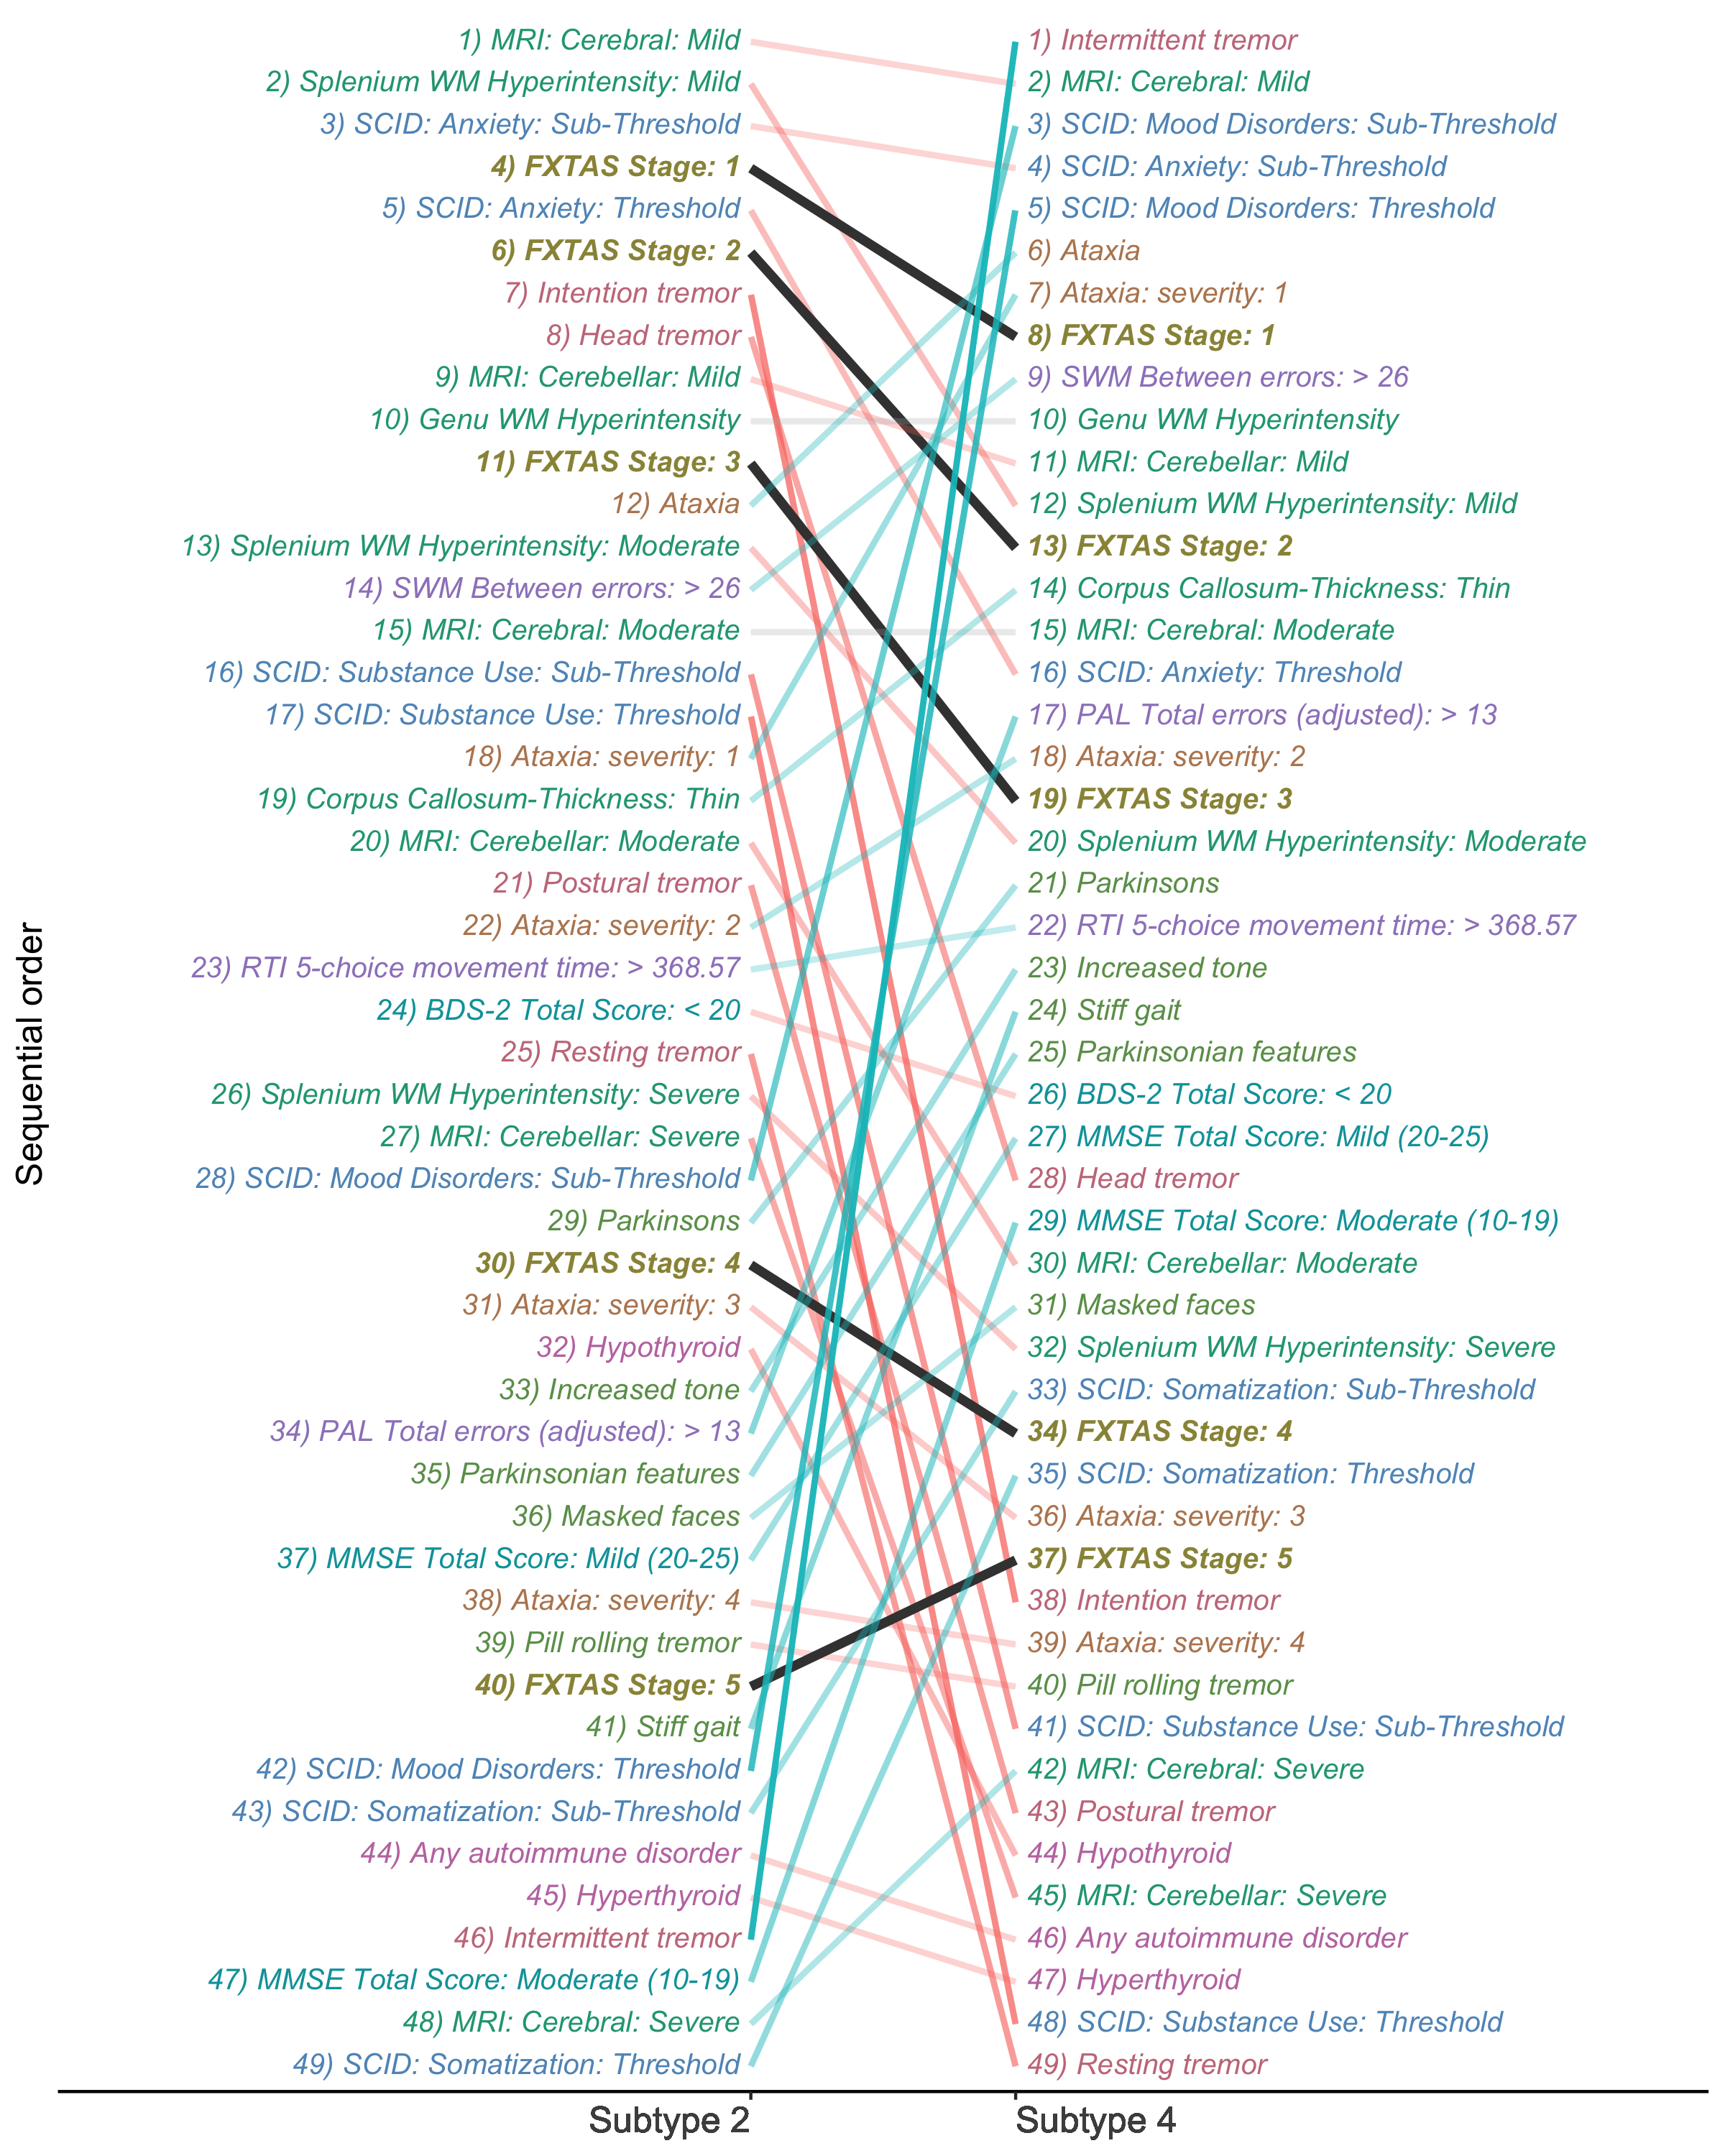 Sequential order
1) MRI: Cerebral: Mild
2) Splenium WM Hyperintensity: Mild
3) SCID: Anxiety: Sub-Threshold
4) FXTAS Stage: 1
5) SCID: Anxiety: Threshold
6) FXTAS Stage: 2
7) Intention tremor
8) Head tremor
9) MRI: Cerebellar: Mild
10) Genu WM Hyperintensity
11) FXTAS Stage: 3
12) Ataxia
13) Splenium WM Hyperintensity: Moderate
14) SWM Between errors: > 26
15) MRI: Cerebral: Moderate
16) SCID: Substance Use: Sub-Threshold
17) SCID: Substance Use: Threshold
18) Ataxia: severity: 1
19) Corpus Callosum-Thickness: Thin
20) MRI: Cerebellar: Moderate
21) Postural tremor
22) Ataxia: severity: 2
23) RTI 5-choice movement time: > 368.57
24) BDS-2 Total Score: < 20
25) Resting tremor
26) Splenium WM Hyperintensity: Severe
27) MRI: Cerebellar: Severe
28) SCID: Mood Disorders: Sub-Threshold
29) Parkinsons
30) FXTAS Stage: 4
31) Ataxia: severity: 3
32) Hypothyroid
33) Increased tone
34) PAL Total errors (adjusted): > 13
35) Parkinsonian features
36) Masked faces
37) MMSE Total Score: Mild (20-25)
38) Ataxia: severity: 4
39) Pill rolling tremor
40) FXTAS Stage: 5
41) Stiff gait
42) SCID: Mood Disorders: Threshold
43) SCID: Somatization: Sub-Threshold
44) Any autoimmune disorder
45) Hyperthyroid
46) Intermittent tremor
47) MMSE Total Score: Moderate (10-19)
48) MRI: Cerebral: Severe
49) SCID: Somatization: Threshold
1) Intermittent tremor
2) MRI: Cerebral: Mild
3) SCID: Mood Disorders: Sub-Threshold
4) SCID: Anxiety: Sub-Threshold
5) SCID: Mood Disorders: Threshold
6) Ataxia
7) Ataxia: severity: 1
8) FXTAS Stage: 1
9) SWM Between errors: > 26
10) Genu WM Hyperintensity
11) MRI: Cerebellar: Mild
12) Splenium WM Hyperintensity: Mild
13) FXTAS Stage: 2
14) Corpus Callosum-Thickness: Thin
15) MRI: Cerebral: Moderate
16) SCID: Anxiety: Threshold
17) PAL Total errors (adjusted): > 13
18) Ataxia: severity: 2
19) FXTAS Stage: 3
20) Splenium WM Hyperintensity: Moderate
21) Parkinsons
22) RTI 5-choice movement time: > 368.57
23) Increased tone
24) Stiff gait
25) Parkinsonian features
26) BDS-2 Total Score: < 20
27) MMSE Total Score: Mild (20-25)
28) Head tremor
29) MMSE Total Score: Moderate (10-19)
30) MRI: Cerebellar: Moderate
31) Masked faces
32) Splenium WM Hyperintensity: Severe
33) SCID: Somatization: Sub-Threshold
34) FXTAS Stage: 4
35) SCID: Somatization: Threshold
36) Ataxia: severity: 3
37) FXTAS Stage: 5
38) Intention tremor
39) Ataxia: severity: 4
40) Pill rolling tremor
41) SCID: Substance Use: Sub-Threshold
42) MRI: Cerebral: Severe
43) Postural tremor
44) Hypothyroid
45) MRI: Cerebellar: Severe
46) Any autoimmune disorder
47) Hyperthyroid
48) SCID: Substance Use: Threshold
49) Resting tremor
Subtype 2
Subtype 4